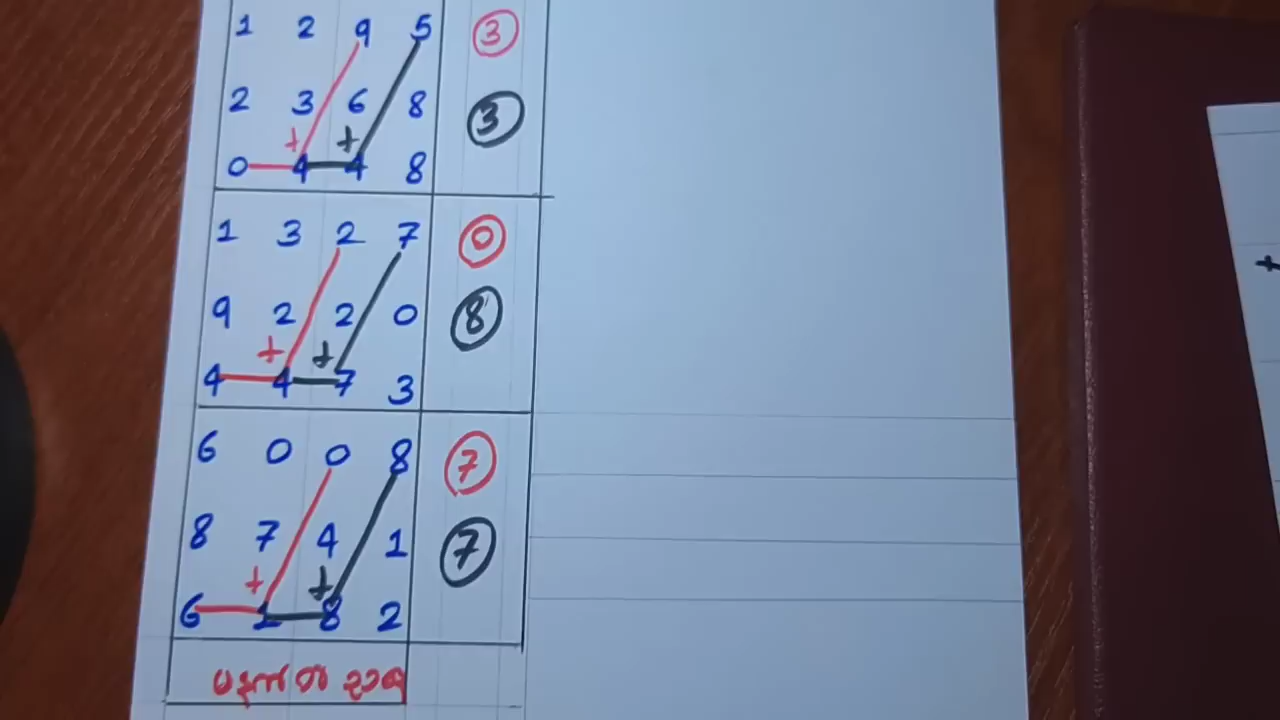 1 2 9 5 3
2 3 6 8 3
+ +
0 4 4 8
1 3 2 7 0
9 2 2 0 8
+ +
4 4 7 3
6 0 0 8 7
8 7 4 1 7
+ +
6 1 8 2